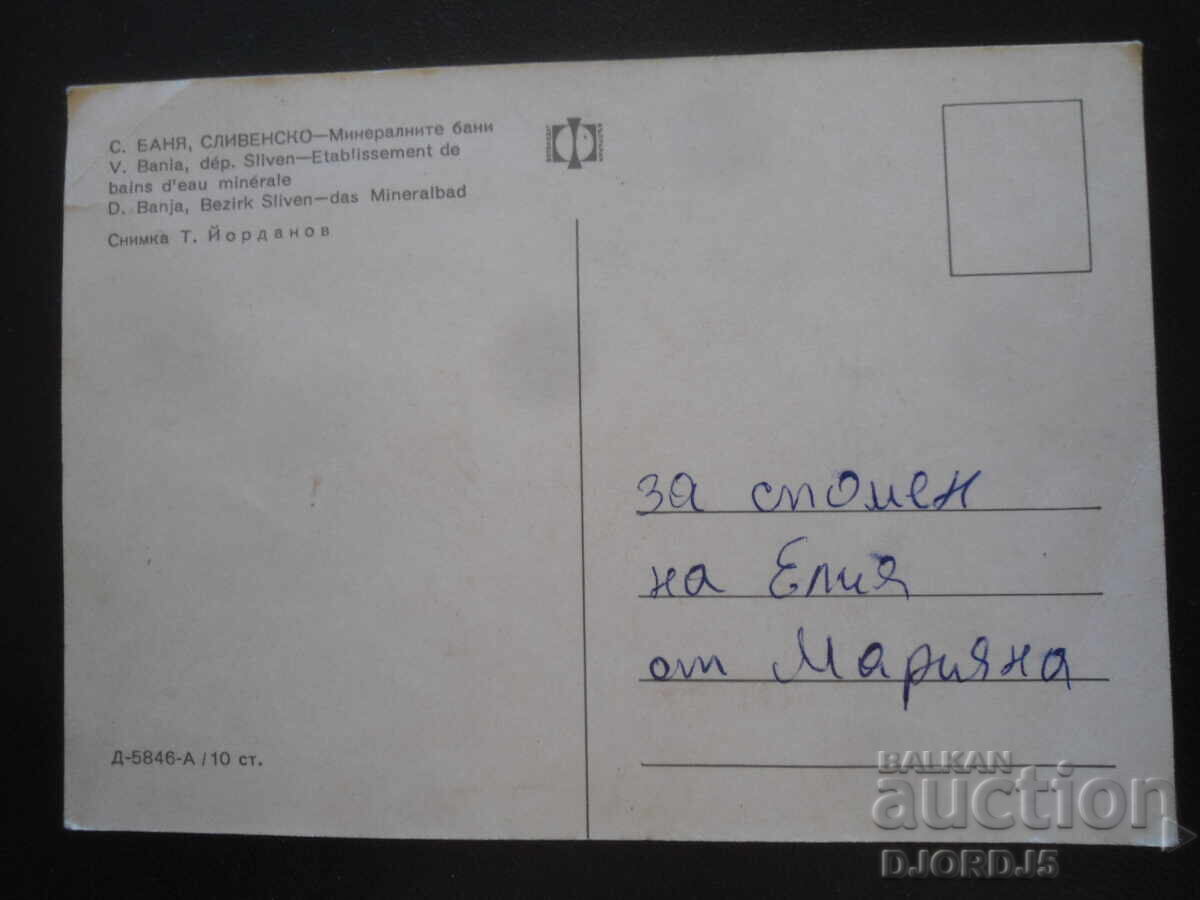 С. БАНЯ, СЛИВЕНСКО—Минералните бани
V. Bania, dép. Sliven—Etablissement de
bains d'eau minérale
D. Banja, Bezirk Sliven—das Mineralbad
Снимка Т. Йорданов
за спомен
на Елия
от Марияна
Д-5846-А / 10 ст.
BALKAN
auction
DJORDJ5